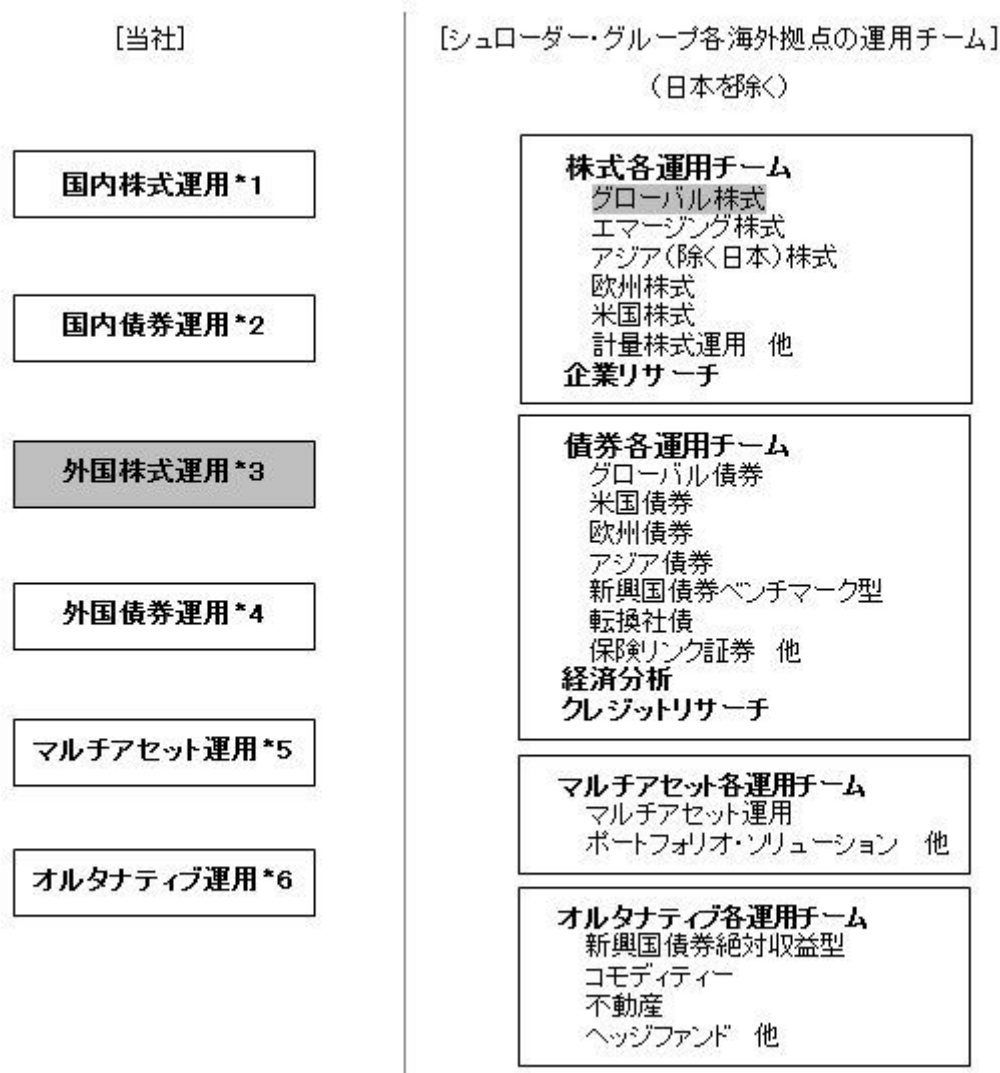 [当社]
国内株式運用*1
国内債券運用*2
外国株式運用*3
外国債券運用*4
マルチアセット運用*5
オルタナティブ運用*6
[シュローダー・グループ各海外拠点の運用チーム]
（日本を除く）
株式各運用チーム
グローバル株式
エマージング株式
アジア(除く日本)株式
欧州株式
米国株式
計量株式運用　他
企業リサーチ
債券各運用チーム
グローバル債券
米国債券
欧州債券
アジア債券
新興国債券ベンチマーク型
転換社債
保険リンク証券　他
経済分析
クレジットリサーチ
マルチアセット各運用チーム
マルチアセット運用
ポートフォリオ・ソリューション　他
オルタナティブ各運用チーム
新興国債券絶対収益型
コモディティー
不動産
ヘッジファンド　他